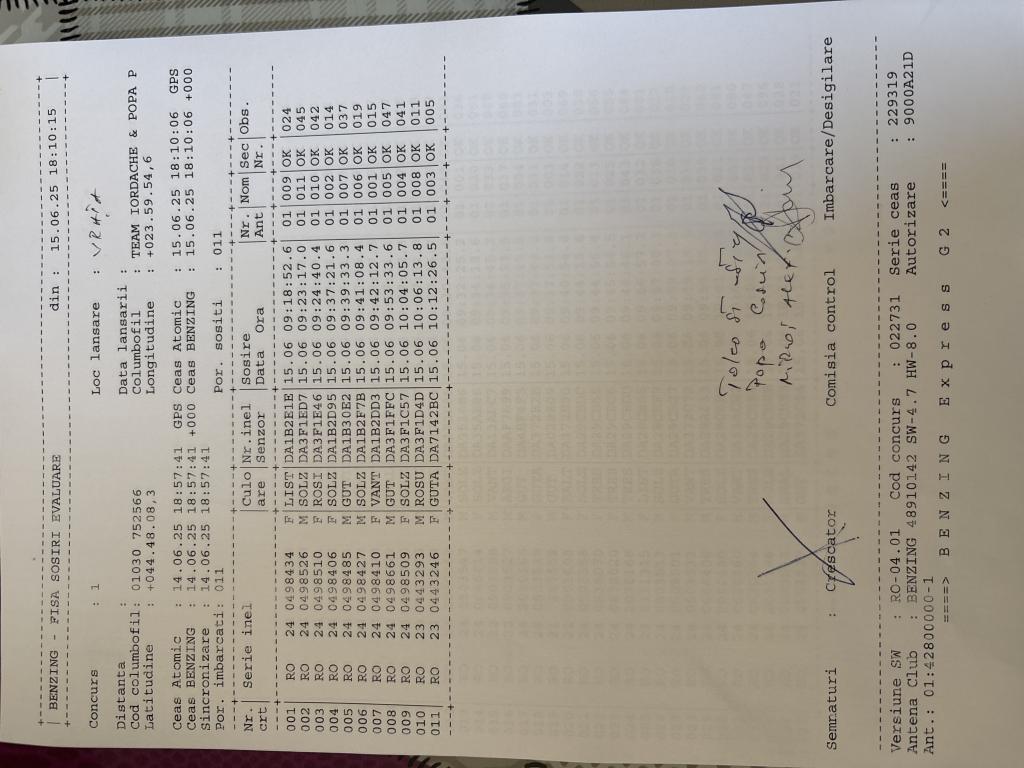 BENZING - FISA SOSIRI EVALUARE din : 15.06.25 18:10:15
Concurs : 1 Loc lansare :
Distanta : Data lansarii :
Cod columbofil: 01030 752566 Columbofil : TEAM IORDACHE & POPA P
Latitudine : +044.48.08,3 Longitudine : +023.59.54,6
Ceas Atomic : 14.06.25 18:57:41 GPS Ceas Atomic : 15.06.25 18:10:06 GPS
Ceas BENZING : 14.06.25 18:57:41 +000 Ceas BENZING : 15.06.25 18:10:06 +000
Sincronizare : 14.06.25 18:57:41
Por. imbarcati: 011 Por. sositi : 011
Nr. | Serie inel | Culo | Nr.inel | Sosire | Nr. | Nom | Sec | Obs.
crt | are | Senzor | Data Ora | Ant | Nr. |
001 | RO 24 0498434 F | LIST | DA1B2E1E | 15.06 09:18:52.6 | 01 | 009 | OK | 024
002 | RO 24 0498526 M | SOLZ | DA3F1ED7 | 15.06 09:23:17.0 | 01 | 011 | OK | 045
003 | RO 24 0498510 F | ROSI | DA3F1E46 | 15.06 09:24:40.4 | 01 | 010 | OK | 042
004 | RO 24 0498406 F | SOLZ | DA1B2D95 | 15.06 09:37:21.6 | 01 | 002 | OK | 014
005 | RO 24 0498485 M | GUT | DA1B30E2 | 15.06 09:39:33.3 | 01 | 007 | OK | 037
006 | RO 24 0498427 M | SOLZ | DA1B2F7B | 15.06 09:41:08.4 | 01 | 006 | OK | 019
007 | RO 24 0498410 F | VANT | DA1B2DD3 | 15.06 09:42:12.7 | 01 | 001 | OK | 015
008 | RO 24 0498661 M | GUT | DA3F1FFC | 15.06 09:53:33.6 | 01 | 005 | OK | 047
009 | RO 24 0498509 F | SOLZ | DA3F1C57 | 15.06 10:04:05.7 | 01 | 004 | OK | 041
010 | RO 23 0443293 M | ROSU | DA3F1D4D | 15.06 10:06:13.8 | 01 | 008 | OK | 011
011 | RO 23 0443246 F | GUTA | DA7142BC | 15.06 10:12:26.5 | 01 | 003 | OK | 005
Popa
Semnaturi : Crescator Comisia control Imbarcare/Desigilare
Versiune SW : RO-04.01 Cod concurs : 022731 Serie ceas : 229319
Antena Club : BENZING 48910142 SW-4.7 HW-8.0 Autorizare : 9000A21D
Ant.: 01:42800000-1
====> B E N Z I N G E x p r e s s G 2 <====